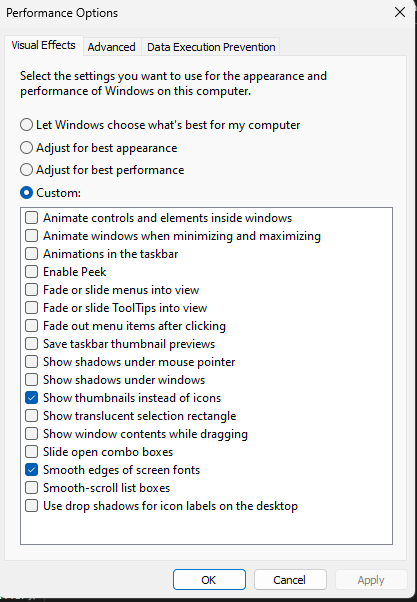 Performance Options
Visual Effects Advanced Data Execution Prevention
Select the settings you want to use for the appearance and
performance of Windows on this computer.
Let Windows choose what's best for my computer
Adjust for best appearance
Adjust for best performance
Custom:
Animate controls and elements inside windows
Animate windows when minimizing and maximizing
Animations in the taskbar
Enable Peek
Fade or slide menus into view
Fade or slide ToolTips into view
Fade out menu items after clicking
Save taskbar thumbnail previews
Show shadows under mouse pointer
Show shadows under windows
Show thumbnails instead of icons
Show translucent selection rectangle
Show window contents while dragging
Slide open combo boxes
Smooth edges of screen fonts
Smooth-scroll list boxes
Use drop shadows for icon labels on the desktop
OK Cancel Apply